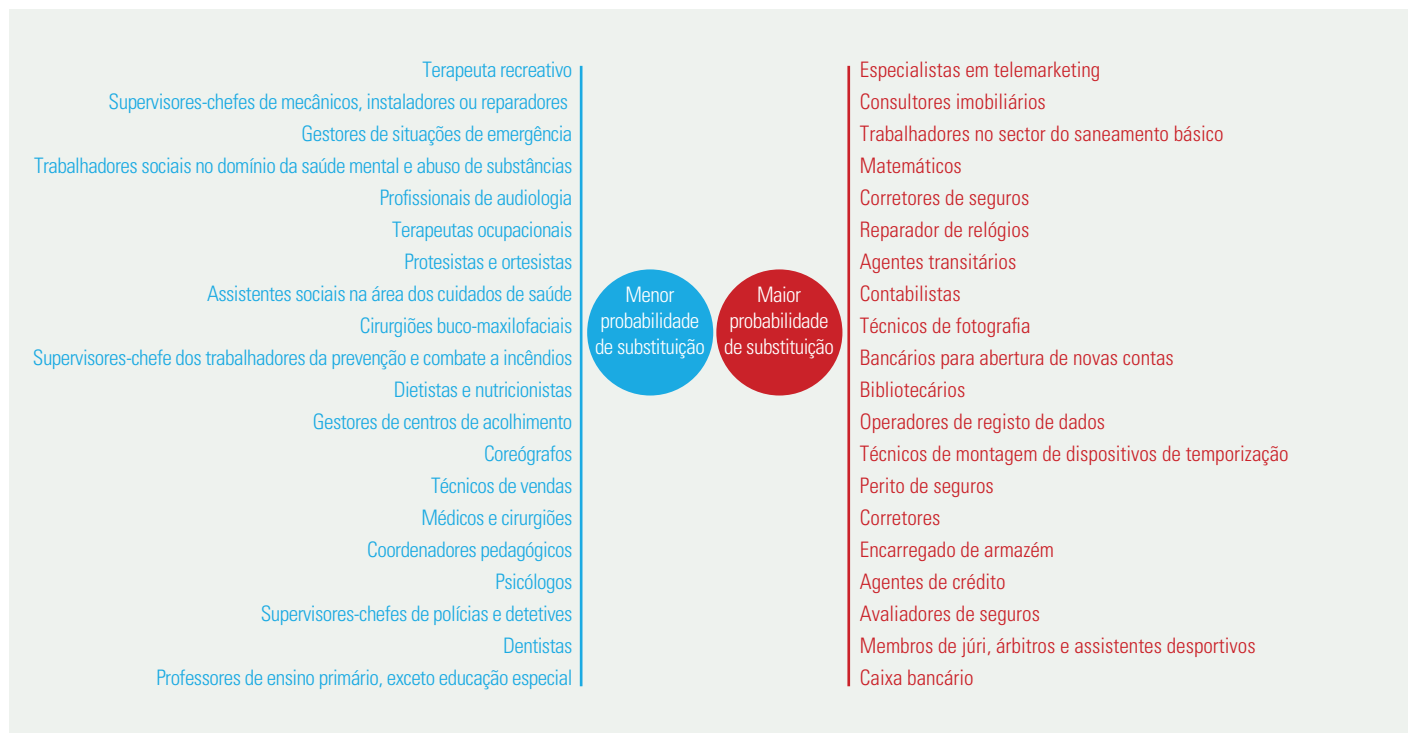 Terapeuta recreativo
Supervisores-chefes de mecânicos, instaladores ou reparadores
Gestores de situações de emergência
Trabalhadores sociais no domínio da saúde mental e abuso de substâncias
Profissionais de audiologia
Terapeutas ocupacionais
Protesistas e ortesistas
Assistentes sociais na área dos cuidados de saúde
Cirurgiões buco-maxilofaciais
Supervisores-chefe dos trabalhadores da prevenção e combate a incêndios
Dietistas e nutricionistas
Gestores de centros de acolhimento
Coreógrafos
Técnicos de vendas
Médicos e cirurgiões
Coordenadores pedagógicos
Psicólogos
Supervisores-chefes de polícias e detetives
Dentistas
Professores de ensino primário, exceto educação especial
Menor
probabilidade
de substituição
Maior
probabilidade
de substituição
Especialistas em telemarketing
Consultores imobiliários
Trabalhadores no sector do saneamento básico
Matemáticos
Corretores de seguros
Reparador de relógios
Agentes transitários
Contabilistas
Técnicos de fotografia
Bancários para abertura de novas contas
Bibliotecários
Operadores de registo de dados
Técnicos de montagem de dispositivos de temporização
Perito de seguros
Corretores
Encarregado de armazém
Agentes de crédito
Avaliadores de seguros
Membros de júri, árbitros e assistentes desportivos
Caixa bancário